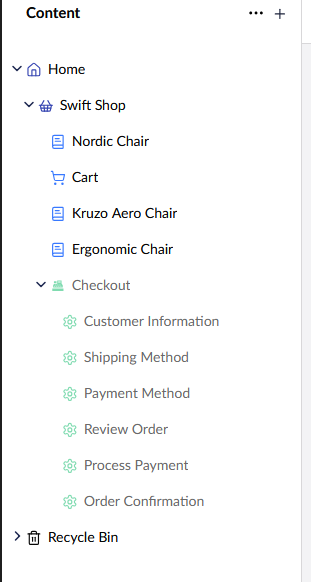 Content
Home
Swift Shop
Nordic Chair
Cart
Kruzo Aero Chair
Ergonomic Chair
Checkout
Customer Information
Shipping Method
Payment Method
Review Order
Process Payment
Order Confirmation
Recycle Bin